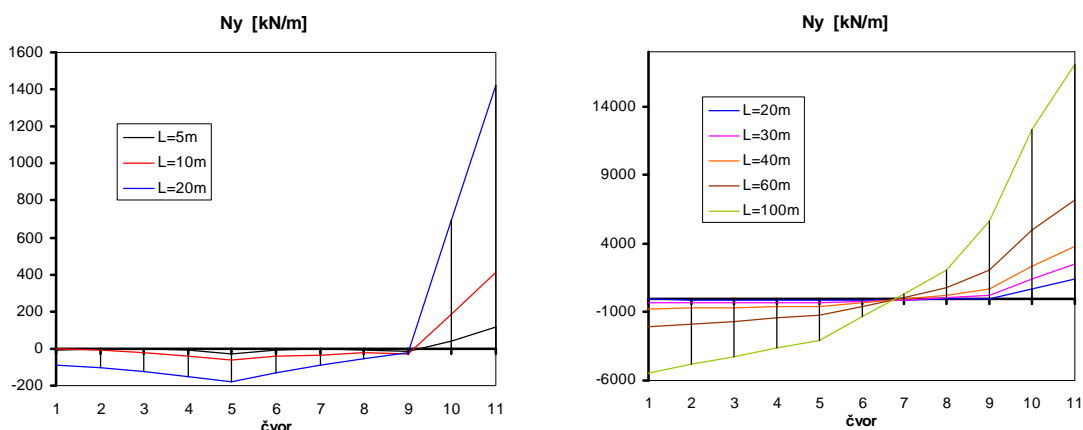 Ny [kN/m]
1600
1400
1200
1000
800
600
400
200
0
-200
L=5m
L=10m
L=20m
1 2 3 4 5 6 7 8 9 10 11
čvor
Ny [kN/m]
14000
9000
4000
-1000
-6000
L=20m
L=30m
L=40m
L=60m
L=100m
1 2 3 4 5 6 7 8 9 10 11
čvor